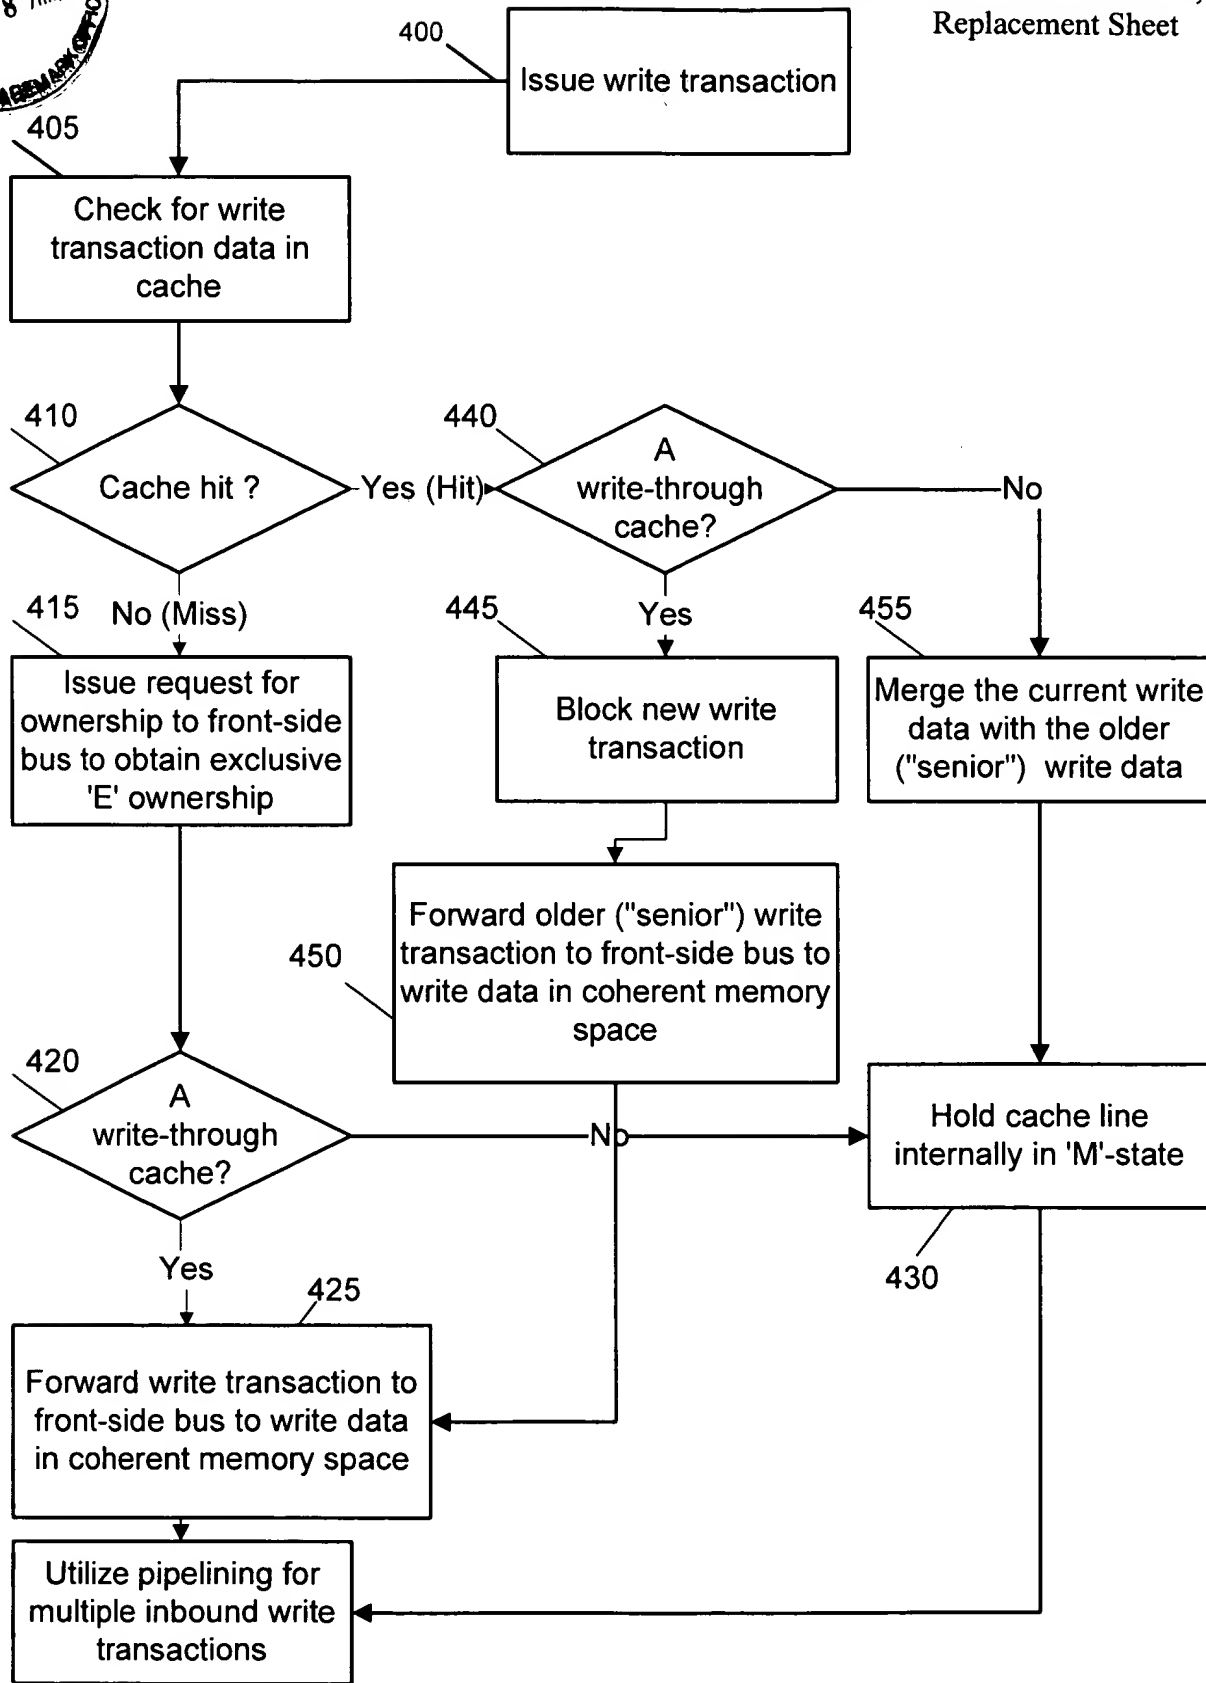 Replacement Sheet
400
Issue write transaction
405
Check for write
transaction data in
cache
410
Cache hit ?
Yes (Hit)
440
A
write-through
cache?
No
415
No (Miss)
445
Yes
455
Issue request for
ownership to front-side
bus to obtain exclusive
'E' ownership
Block new write
transaction
Merge the current write
data with the older
("senior") write data
450
Forward older ("senior") write
transaction to front-side bus to
write data in coherent memory
space
420
A
write-through
cache?
No
Hold cache line
internally in 'M'-state
430
Yes
425
Forward write transaction to
front-side bus to write data
in coherent memory space
Utilize pipelining for
multiple inbound write
transactions